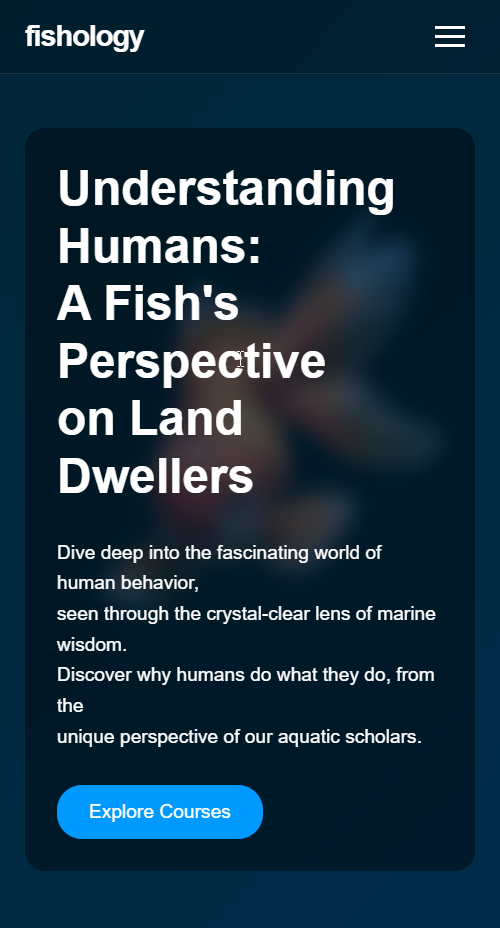 fishology
Understanding
Humans:
A Fish's
Perspective
on Land
Dwellers
Dive deep into the fascinating world of
human behavior,
seen through the crystal-clear lens of marine
wisdom.
Discover why humans do what they do, from
the
unique perspective of our aquatic scholars.
Explore Courses